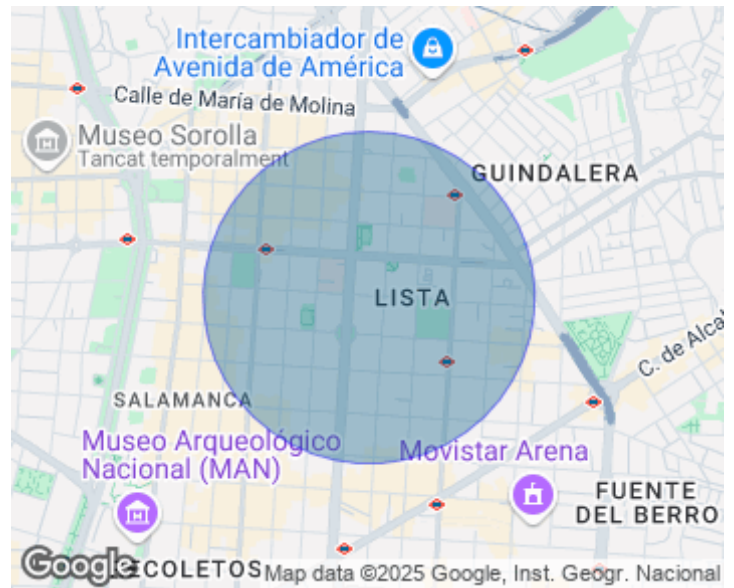 Intercambiador de
Avenida de América
Calle de María de Molina
Museo Sorolla
Tancat temporalment
GUINDALERA
LISTA
C. de Alcal
SALAMANCA
Museo Arqueológico
Nacional (MAN)
Movistar Arena
FUENTE
DEL BERRO
Google
ECOLETOS
Map data ©2025 Google, Inst. Geogr. Nacional